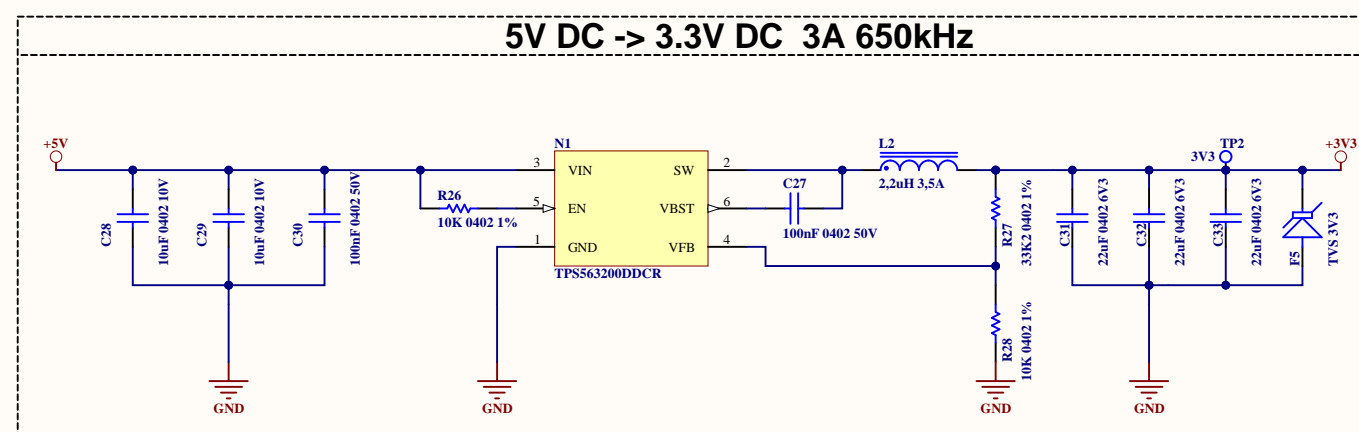 5V DC -> 3.3V DC 3A 650kHz
+5V
C28
10uF 0402 10V
C29
10uF 0402 10V
C30
100nF 0402 50V
R26
10K 0402 1%
N1
3 VIN SW 2
5 EN VBST 6
1 GND VFB 4
TPS563200DDCR
C27
100nF 0402 50V
L2
2,2uH 3,5A
R27
33K2 0402 1%
R28
10K 0402 1%
C31
22uF 0402 6V3
C32
22uF 0402 6V3
C33
22uF 0402 6V3
TP2
3V3
F5
TVS 3V3
+3V3
GND
GND
GND
GND